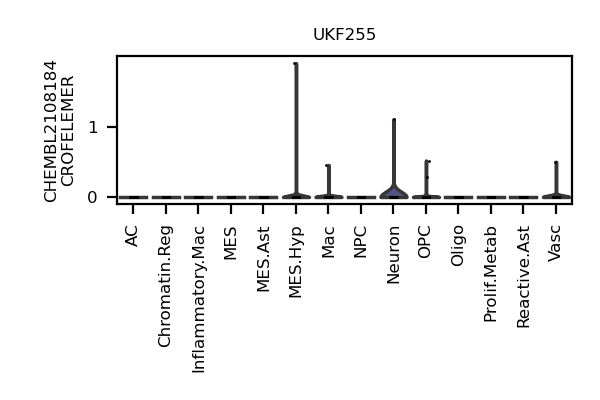 UKF255
CHEMBL2108184
CROFELEMER
1
0
AC
Chromatin.Reg
Inflammatory.Mac
MES
MES.Ast
MES.Hyp
Mac
NPC
Neuron
OPC
Oligo
Prolif.Metab
Reactive.Ast
Vasc